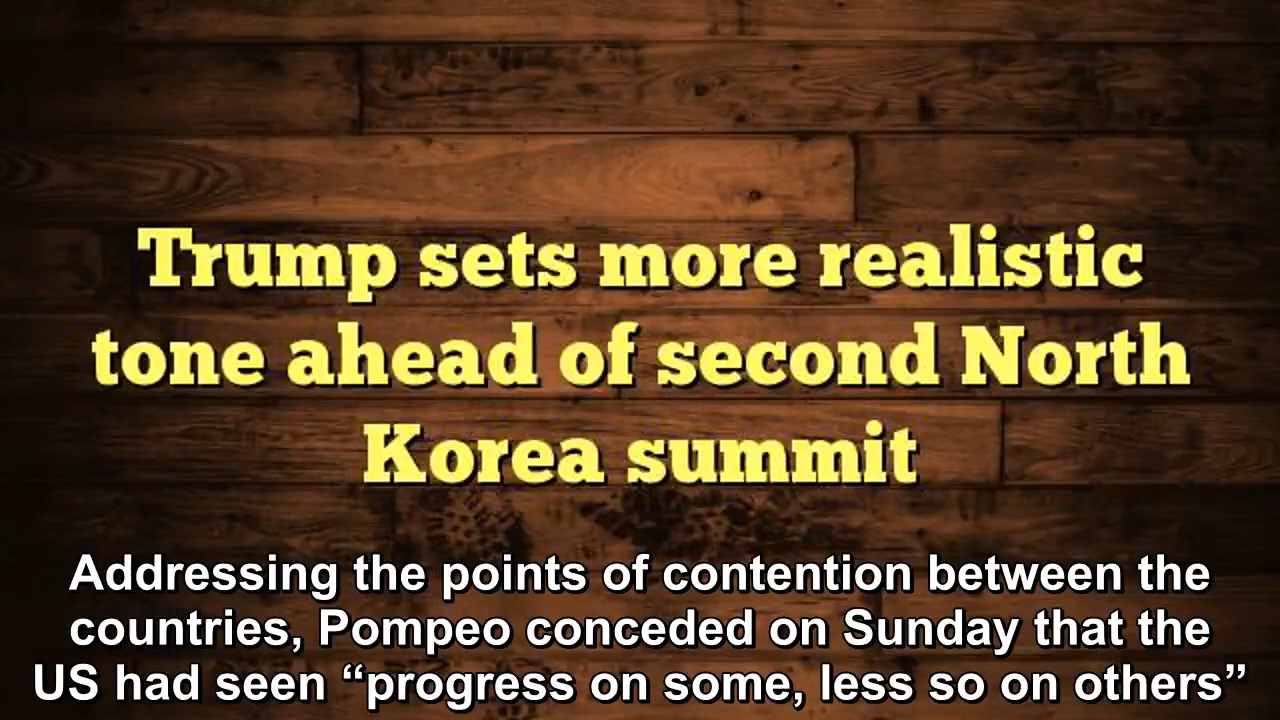 Trump sets more realistic
tone ahead of second North
Korea summit
Addressing the points of contention between the
countries, Pompeo conceded on Sunday that the
US had seen “progress on some, less so on others”